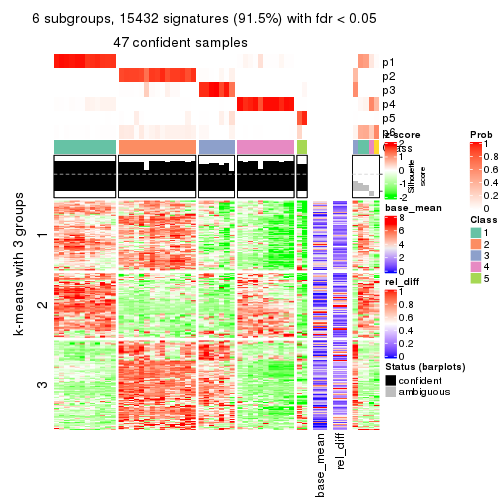 6 subgroups, 15432 signatures (91.5%) with fdr < 0.05
47 confident samples
p1
p2
p3
p4
p5
p6
z-score
2
1
0
-1
-2
Class
Silhouette
score
Prob
1
0.8
0.6
0.4
0.2
0
Class
1
2
3
4
5
base_mean
8
6
4
2
0
rel_diff
1
0.8
0.6
0.4
0.2
0
Status (barplots)
confident
ambiguous
k-means with 3 groups
1
2
3
base_mean
rel_diff